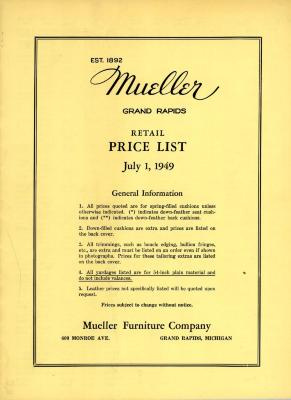 EST. 1892
Mueller
GRAND RAPIDS
RETAIL
PRICE LIST
July 1, 1949
General Information
1. All prices quoted are for spring-filled cushions unless
otherwise indicated. (*) indicates down-feather seat cush-
ions and (**) indicates down-feather back cushions.
2. Down-filled cushions are extra and prices are listed on
the back cover.
3. All trimmings, such as brush edging, bullion fringes,
etc., are extra and must be listed on an order even if shown
in photographs. Prices for these tailoring extras are listed
on the back cover.
4. All yardages listed are for 54-inch plain material and
do not include valances.
5. Leather prices not specifically listed will be quoted upon
request.
Prices subject to change without notice.
Mueller Furniture Company
600 MONROE AVE. GRAND RAPIDS, MICHIGAN